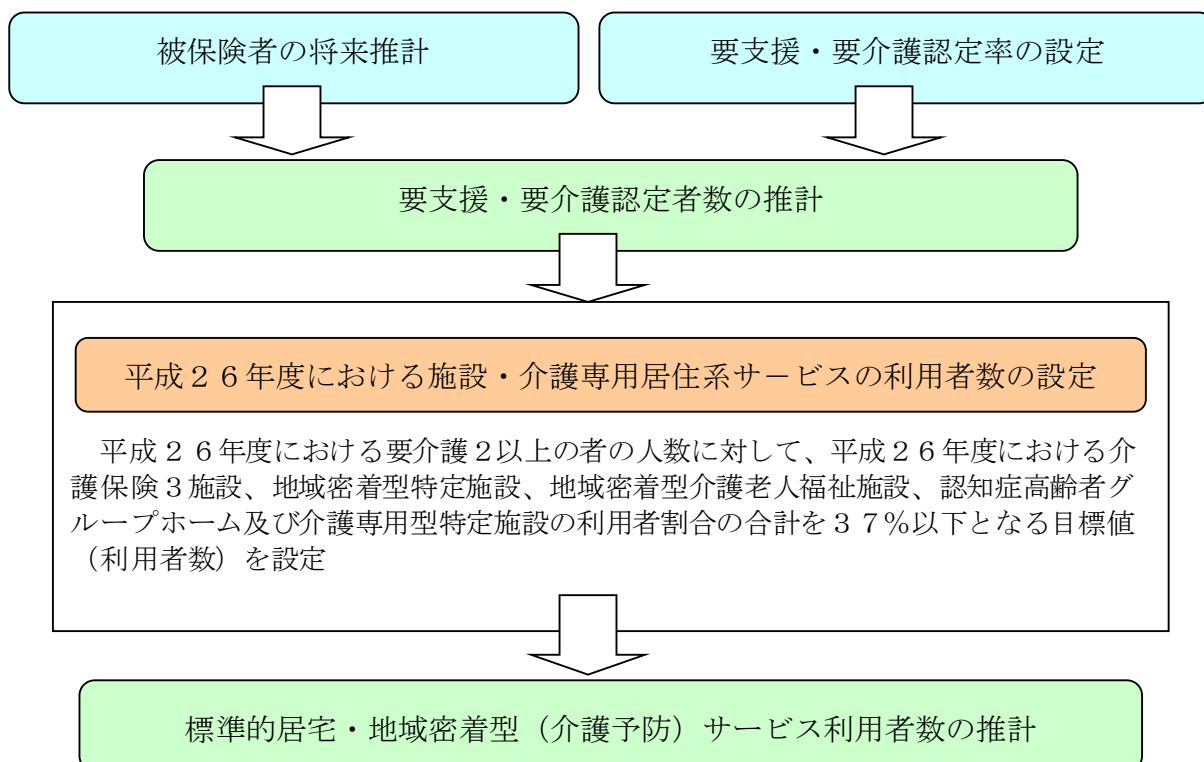 被保険者の将来推計
要支援・要介護認定率の設定
要支援・要介護認定者数の推計
平成２６年度における施設・介護専用居住系サービスの利用者数の設定
平成２６年度における要介護２以上の者の人数に対して、平成２６年度における介
護保険３施設、地域密着型特定施設、地域密着型介護老人福祉施設、認知症高齢者グ
ループホーム及び介護専用型特定施設の利用者割合の合計を３７％以下となる目標値
（利用者数）を設定
標準的居宅・地域密着型（介護予防）サービス利用者数の推計